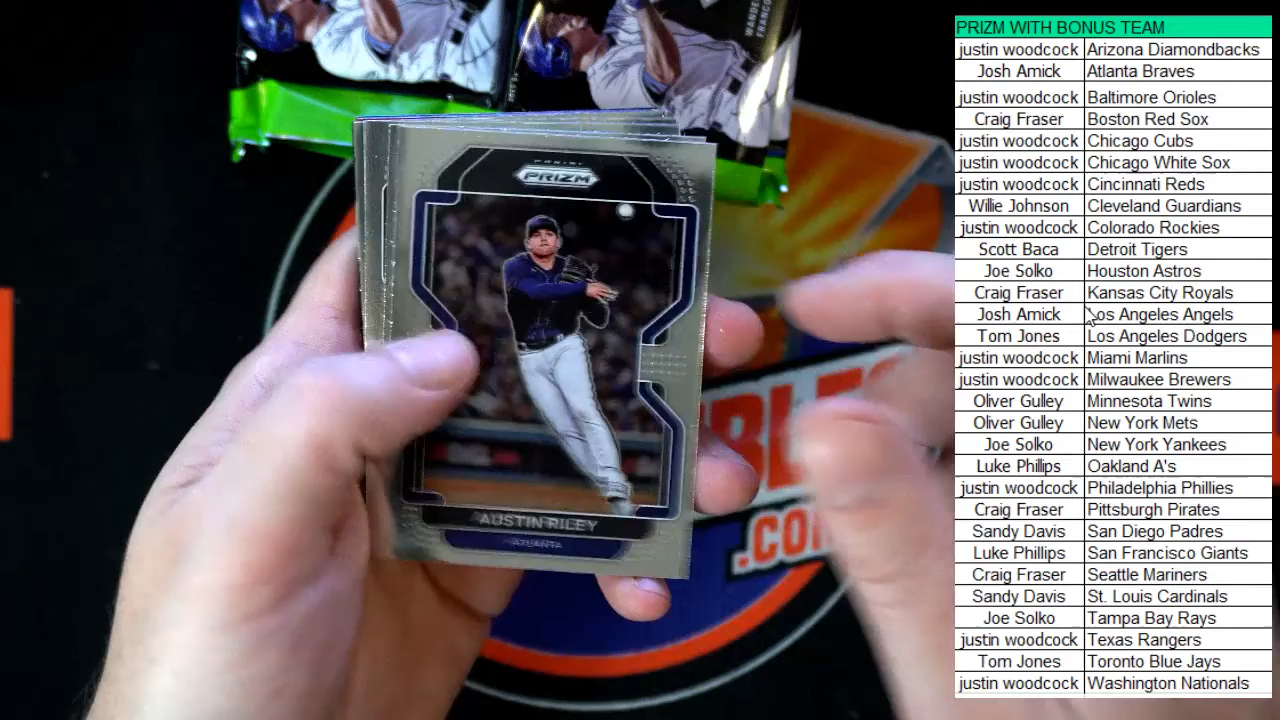 WANDER
FRANCO
PANINI
PRIZM
AUSTIN RILEY
ATLANTA
BLES
.CO
PRIZM WITH BONUS TEAM
justin woodcock Arizona Diamondbacks
Josh Amick Atlanta Braves
justin woodcock Baltimore Orioles
Craig Fraser Boston Red Sox
justin woodcock Chicago Cubs
justin woodcock Chicago White Sox
justin woodcock Cincinnati Reds
Willie Johnson Cleveland Guardians
justin woodcock Colorado Rockies
Scott Baca Detroit Tigers
Joe Solko Houston Astros
Craig Fraser Kansas City Royals
Josh Amick Los Angeles Angels
Tom Jones Los Angeles Dodgers
justin woodcock Miami Marlins
justin woodcock Milwaukee Brewers
Oliver Gulley Minnesota Twins
Oliver Gulley New York Mets
Joe Solko New York Yankees
Luke Phillips Oakland A's
justin woodcock Philadelphia Phillies
Craig Fraser Pittsburgh Pirates
Sandy Davis San Diego Padres
Luke Phillips San Francisco Giants
Craig Fraser Seattle Mariners
Sandy Davis St. Louis Cardinals
Joe Solko Tampa Bay Rays
justin woodcock Texas Rangers
Tom Jones Toronto Blue Jays
justin woodcock Washington Nationals